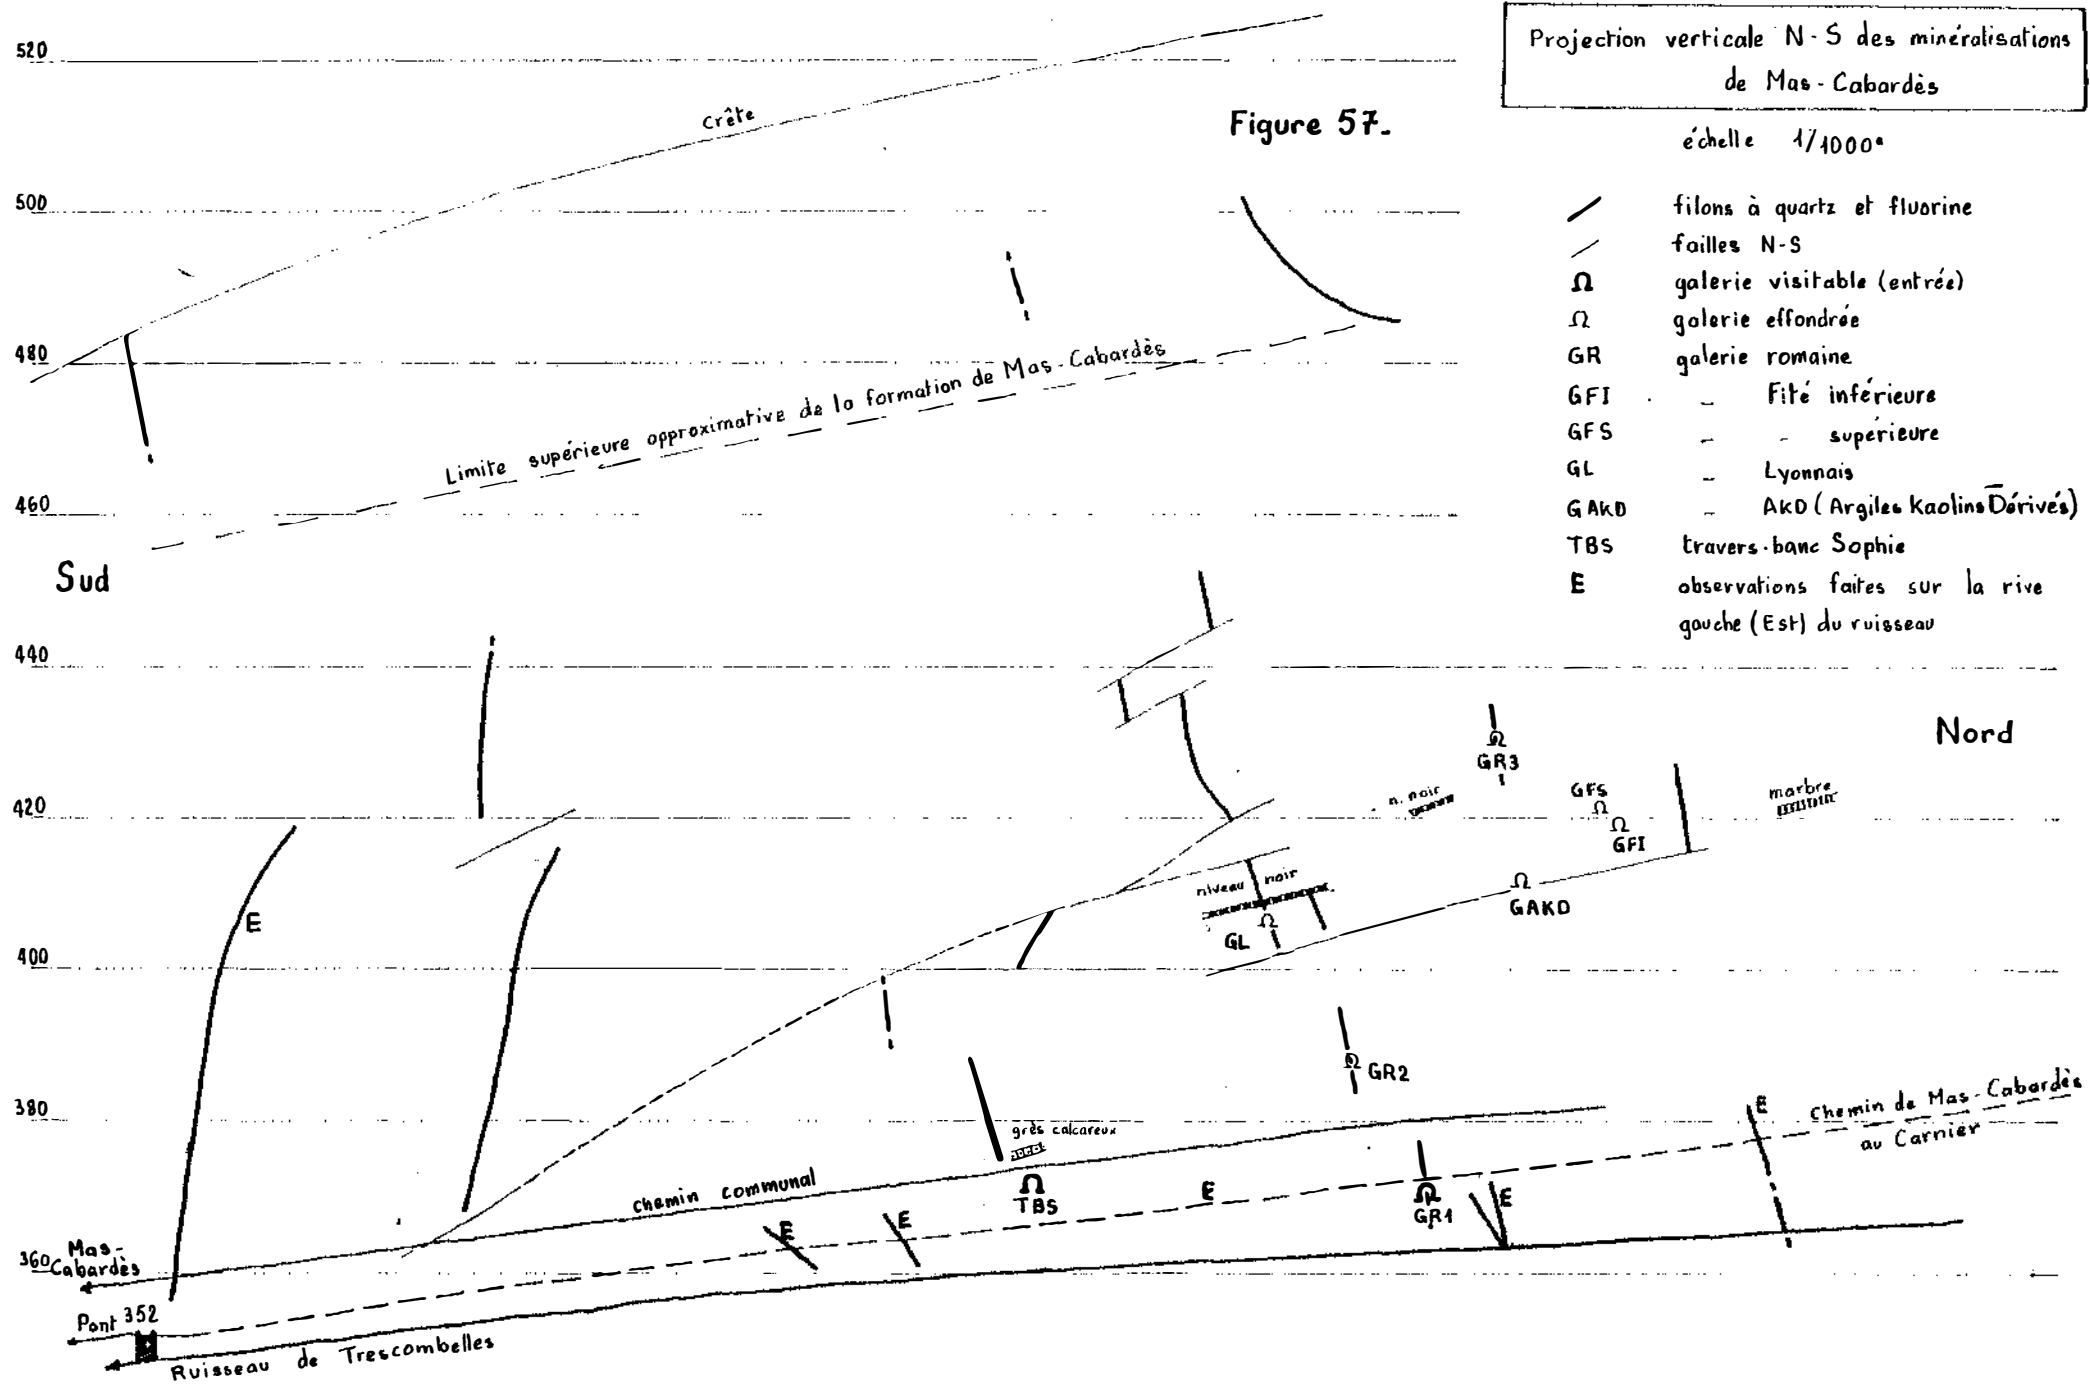 Projection verticale N-S des minéralisations
de Mas-Cabardès
Figure 57.
échelle 1/1000e
filons à quartz et fluorine
failles N-S
Ω galerie visitable (entrée)
Ω galerie effondrée
GR galerie romaine
GFI - Fité inférieure
GFS - - supérieure
GL - Lyonnais
GAKD - AKD (Argiles Kaolins Dérivés)
TBS travers-banc Sophie
E observations faites sur la rive
gauche (Est) du ruisseau
520
crête
500
480
Limite supérieure approximative de la formation de Mas-Cabardès
460
Sud
440
Nord
GR3
n. noir
GFS
marbre
420
GFI
niveau noir
E
GAKD
GL
400
GR2
380
grès calcareux
E
Chemin de Mas-Cabardès
au Carnier
chemin communal
TBS
E
GR1
E
E
E
Mas-
Cabardès
360
Pont 352
Ruisseau de Trescombelles